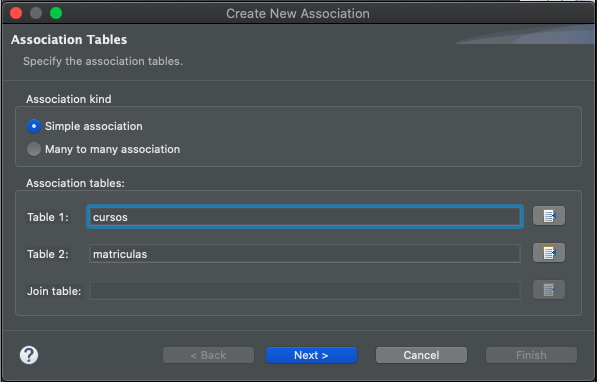 Create New Association
Association Tables
Specify the association tables.
Association kind
Simple association
Many to many association
Association tables:
Table 1: cursos
Table 2: matriculas
Join table:
? < Back Next > Cancel Finish